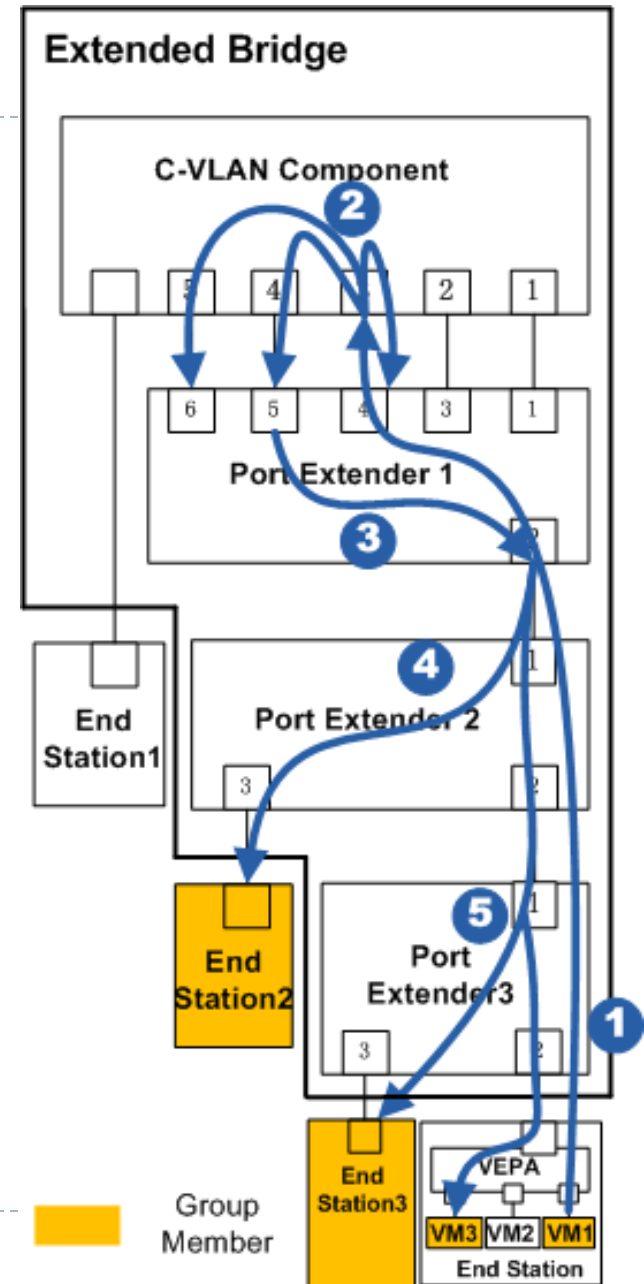 Extended Bridge
C-VLAN Component
2
5
4
2
1
6
5
4
3
1
Port Extender 1
3
2
4
1
End
Station1
Port Extender 2
3
2
End
Station2
5
1
Port
Extender3
1
3
2
End
Station3
VEPA
VM3
VM2
VM1
End Station
Group
Member